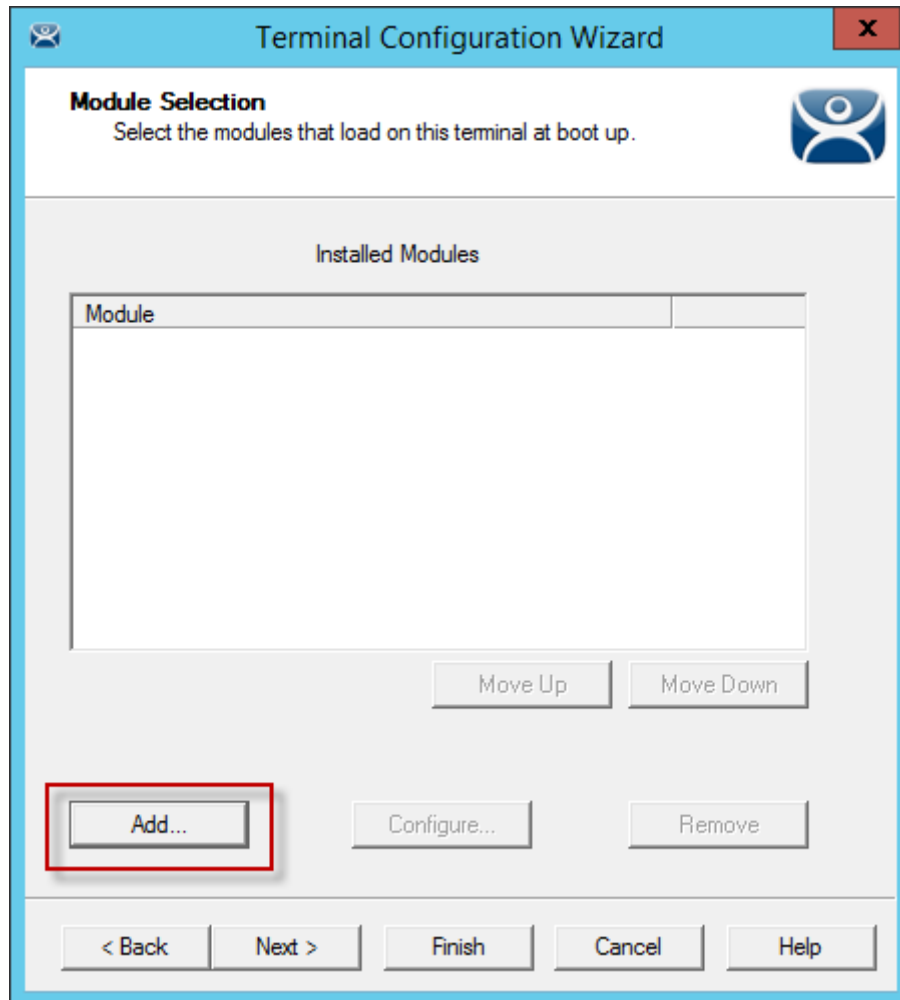 Terminal Configuration Wizard
x
Module Selection
Select the modules that load on this terminal at boot up.
Installed Modules
Module
Move Up Move Down
Add... Configure... Remove
< Back Next > Finish Cancel Help